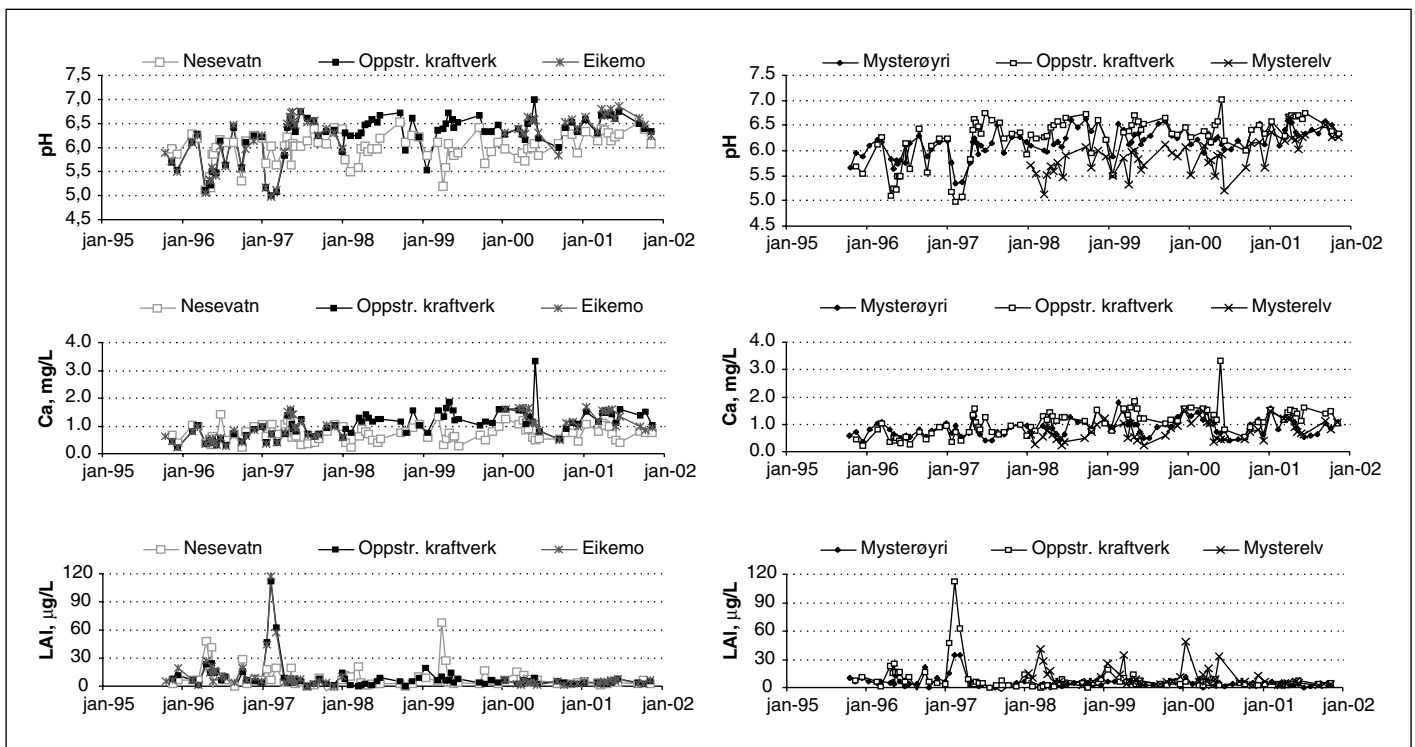 Nesevatn Oppstr. kraftverk Eikemo
pH
7,5
7,0
6,5
6,0
5,5
5,0
4,5
jan-95 jan-96 jan-97 jan-98 jan-99 jan-00 jan-01 jan-02
Nesevatn Oppstr. kraftverk Eikemo
Ca, mg/L
4.0
3.0
2.0
1.0
0.0
jan-95 jan-96 jan-97 jan-98 jan-99 jan-00 jan-01 jan-02
Nesevatn Oppstr. kraftverk Eikemo
LAl, µg/L
120
90
60
30
0
jan-95 jan-96 jan-97 jan-98 jan-99 jan-00 jan-01 jan-02
Mysterøyri Oppstr. kraftverk Mysterelv
pH
7.5
7.0
6.5
6.0
5.5
5.0
4.5
jan-95 jan-96 jan-97 jan-98 jan-99 jan-00 jan-01 jan-02
Mysterøyri Oppstr. kraftverk Mysterelv
Ca, mg/L
4.0
3.0
2.0
1.0
0.0
jan-95 jan-96 jan-97 jan-98 jan-99 jan-00 jan-01 jan-02
Mysterøyri Oppstr. kraftverk Mysterelv
LAl, µg/L
120
90
60
30
0
jan-95 jan-96 jan-97 jan-98 jan-99 jan-00 jan-01 jan-02